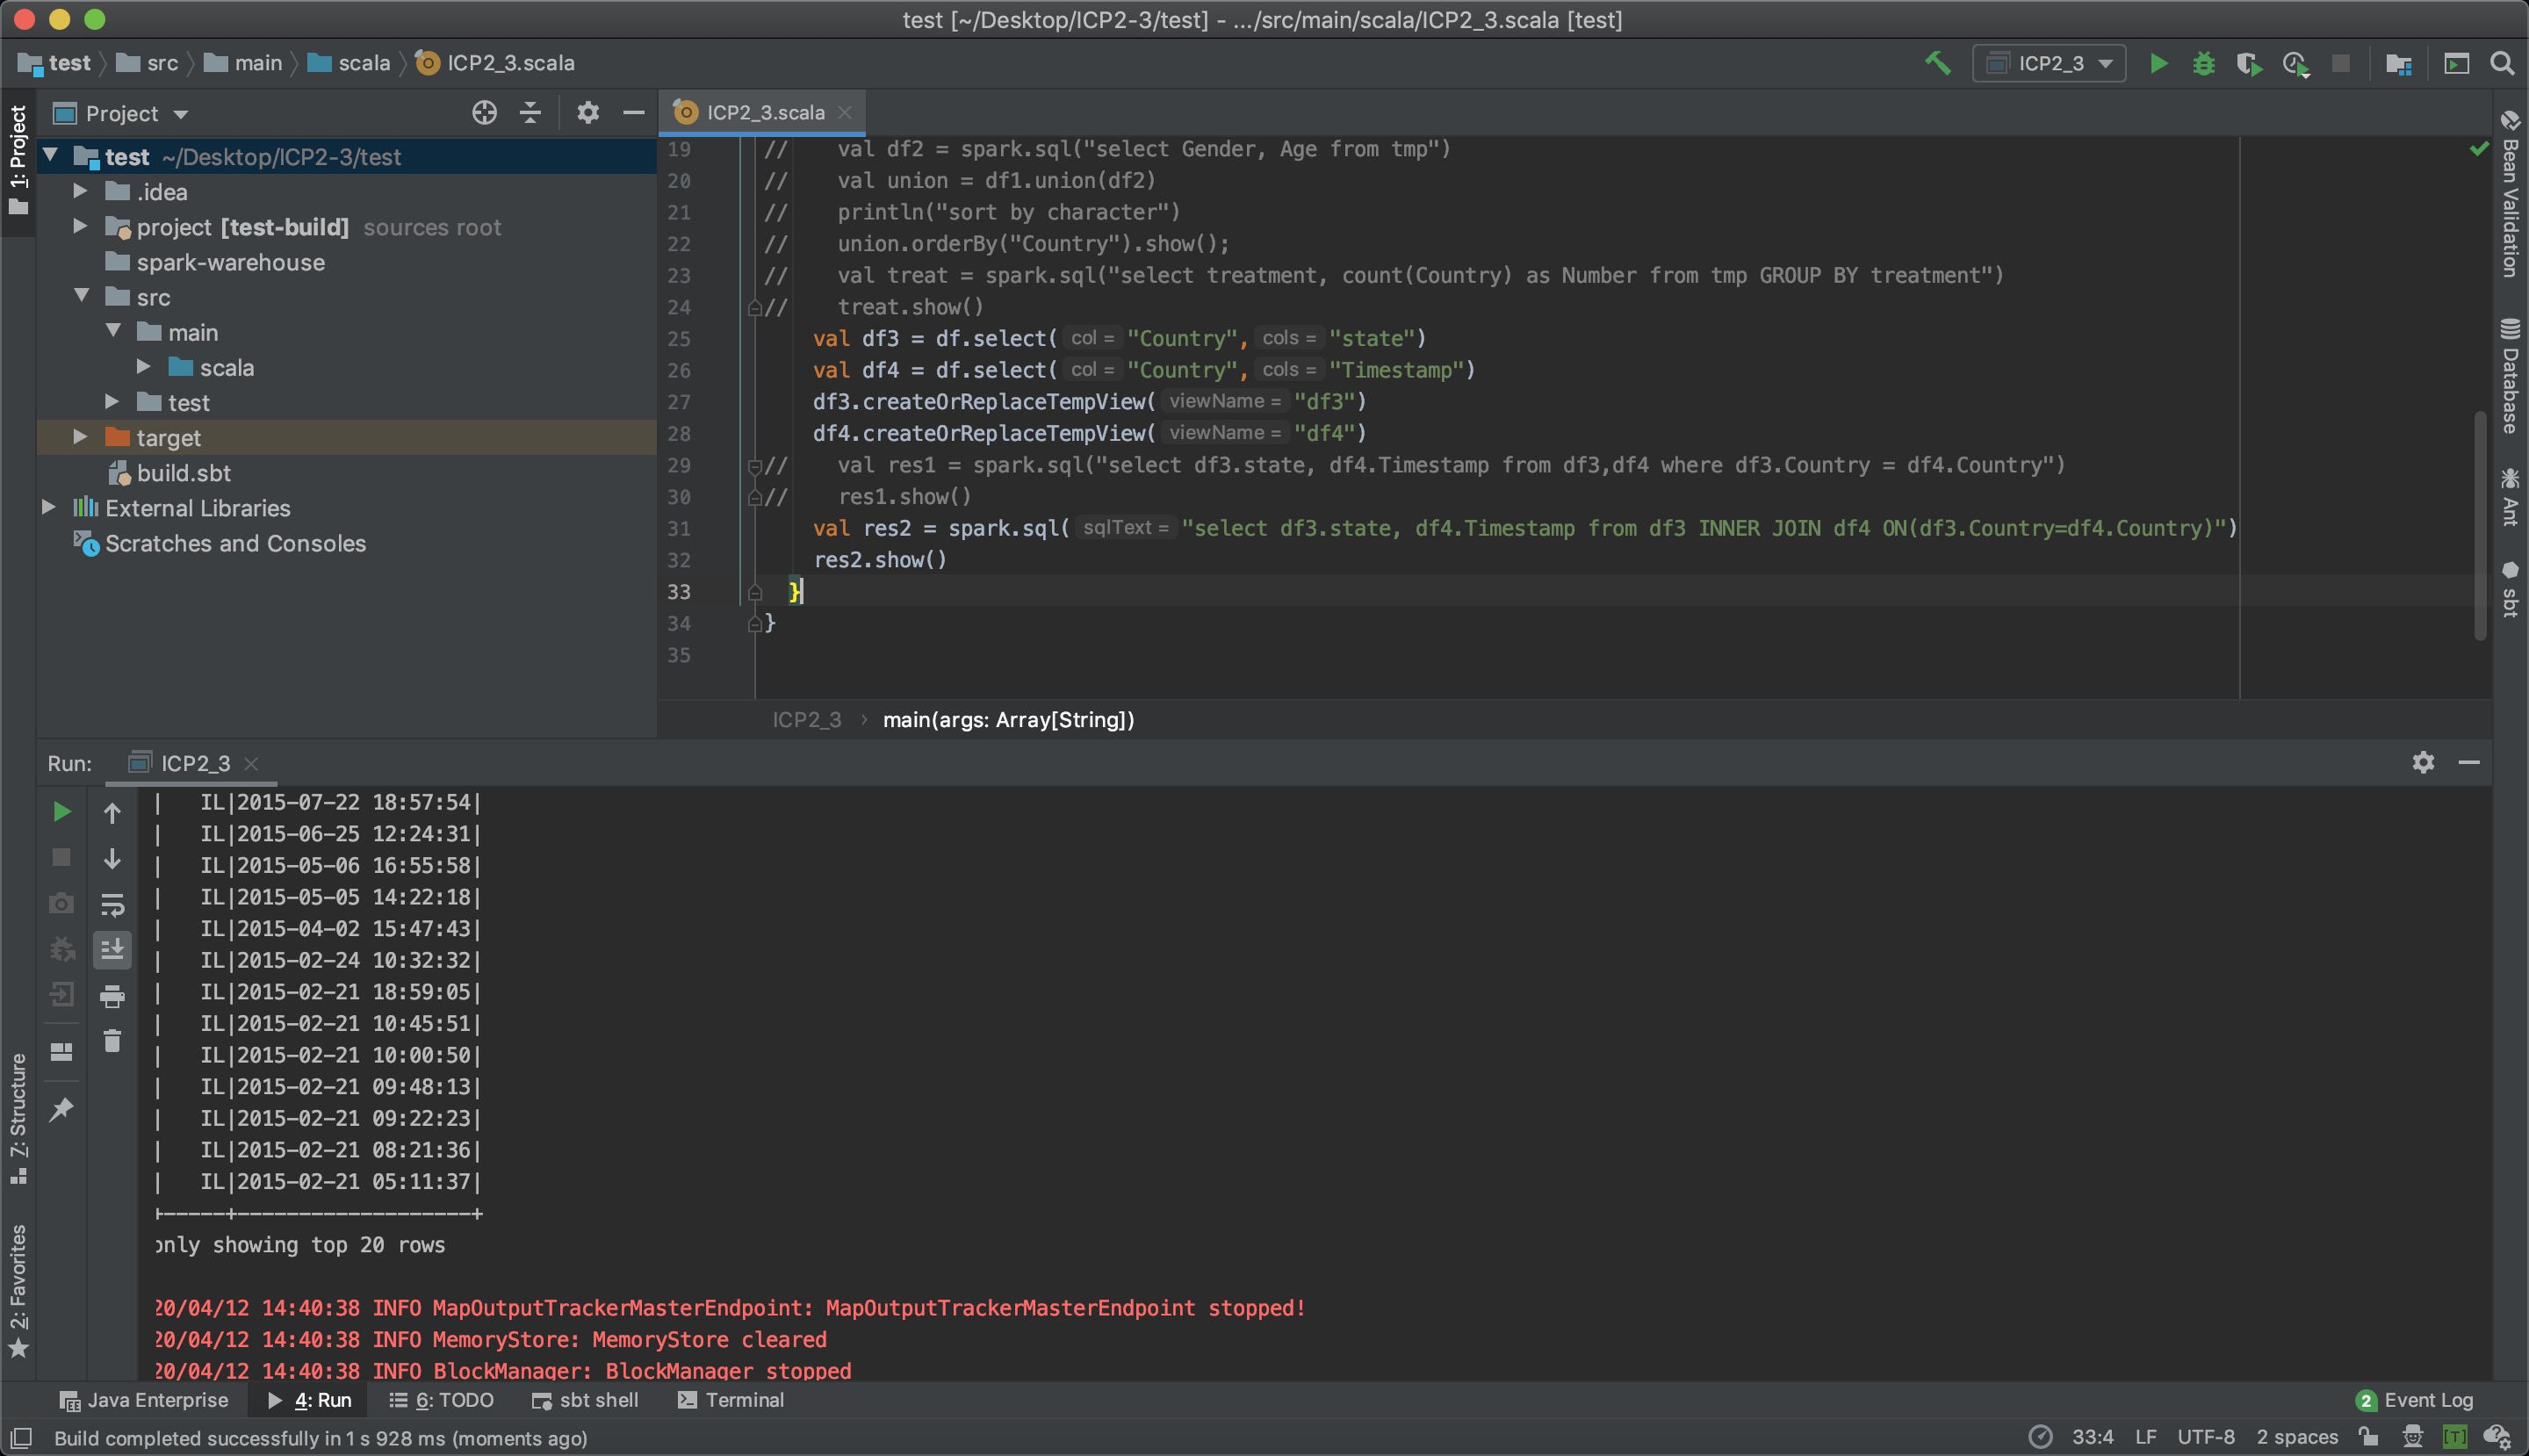 test [~/Desktop/ICP2-3/test] - .../src/main/scala/ICP2_3.scala [test]
test src main scala ICP2_3.scala
ICP2_3
1: Project
Project
ICP2_3.scala
test ~/Desktop/ICP2-3/test
.idea
project [test-build] sources root
spark-warehouse
src
main
scala
test
target
build.sbt
External Libraries
Scratches and Consoles
19 // val df2 = spark.sql("select Gender, Age from tmp")
20 // val union = df1.union(df2)
21 // println("sort by character")
22 // union.orderBy("Country").show();
23 // val treat = spark.sql("select treatment, count(Country) as Number from tmp GROUP BY treatment")
24 // treat.show()
25 val df3 = df.select( col = "Country", cols = "state")
26 val df4 = df.select( col = "Country", cols = "Timestamp")
27 df3.createOrReplaceTempView( viewName = "df3")
28 df4.createOrReplaceTempView( viewName = "df4")
29 // val res1 = spark.sql("select df3.state, df4.Timestamp from df3,df4 where df3.Country = df4.Country")
30 // res1.show()
31 val res2 = spark.sql( sqlText = "select df3.state, df4.Timestamp from df3 INNER JOIN df4 ON(df3.Country=df4.Country)")
32 res2.show()
33 }
34 }
35
ICP2_3 › main(args: Array[String])
Bean Validation
Database
Ant
sbt
Run: ICP2_3
| IL|2015-07-22 18:57:54|
| IL|2015-06-25 12:24:31|
| IL|2015-05-06 16:55:58|
| IL|2015-05-05 14:22:18|
| IL|2015-04-02 15:47:43|
| IL|2015-02-24 10:32:32|
| IL|2015-02-21 18:59:05|
| IL|2015-02-21 10:45:51|
| IL|2015-02-21 10:00:50|
| IL|2015-02-21 09:48:13|
| IL|2015-02-21 09:22:23|
| IL|2015-02-21 08:21:36|
| IL|2015-02-21 05:11:37|
+-----+-------------------+
only showing top 20 rows
20/04/12 14:40:38 INFO MapOutputTrackerMasterEndpoint: MapOutputTrackerMasterEndpoint stopped!
20/04/12 14:40:38 INFO MemoryStore: MemoryStore cleared
20/04/12 14:40:38 INFO BlockManager: BlockManager stopped
7: Structure
2: Favorites
Java Enterprise 4: Run 6: TODO sbt shell Terminal 2 Event Log
Build completed successfully in 1 s 928 ms (moments ago) 33:4 LF UTF-8 2 spaces [T]